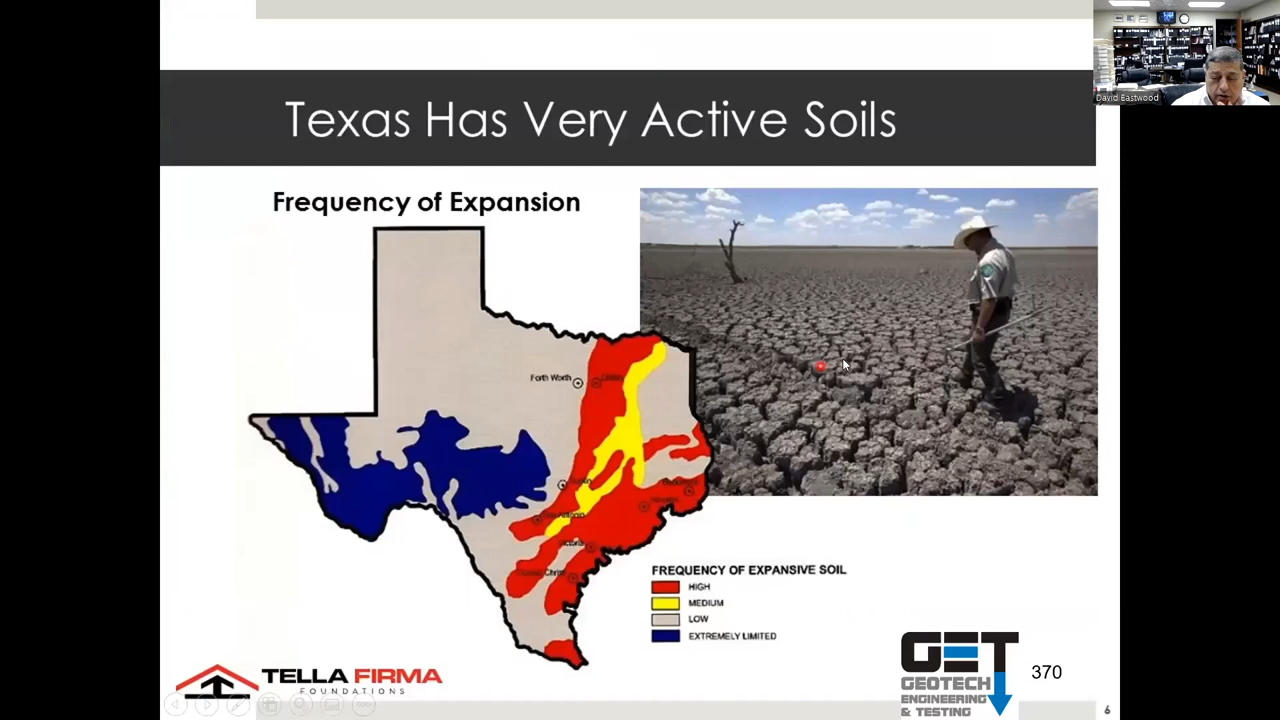 David Eastwood
Texas Has Very Active Soils
Frequency of Expansion
Forth Worth
FREQUENCY OF EXPANSIVE SOIL
HIGH
MEDIUM
LOW
EXTREMELY LIMITED
TELLA FIRMA
FOUNDATIONS
GET
GEOTECH
ENGINEERING
& TESTING
370
6